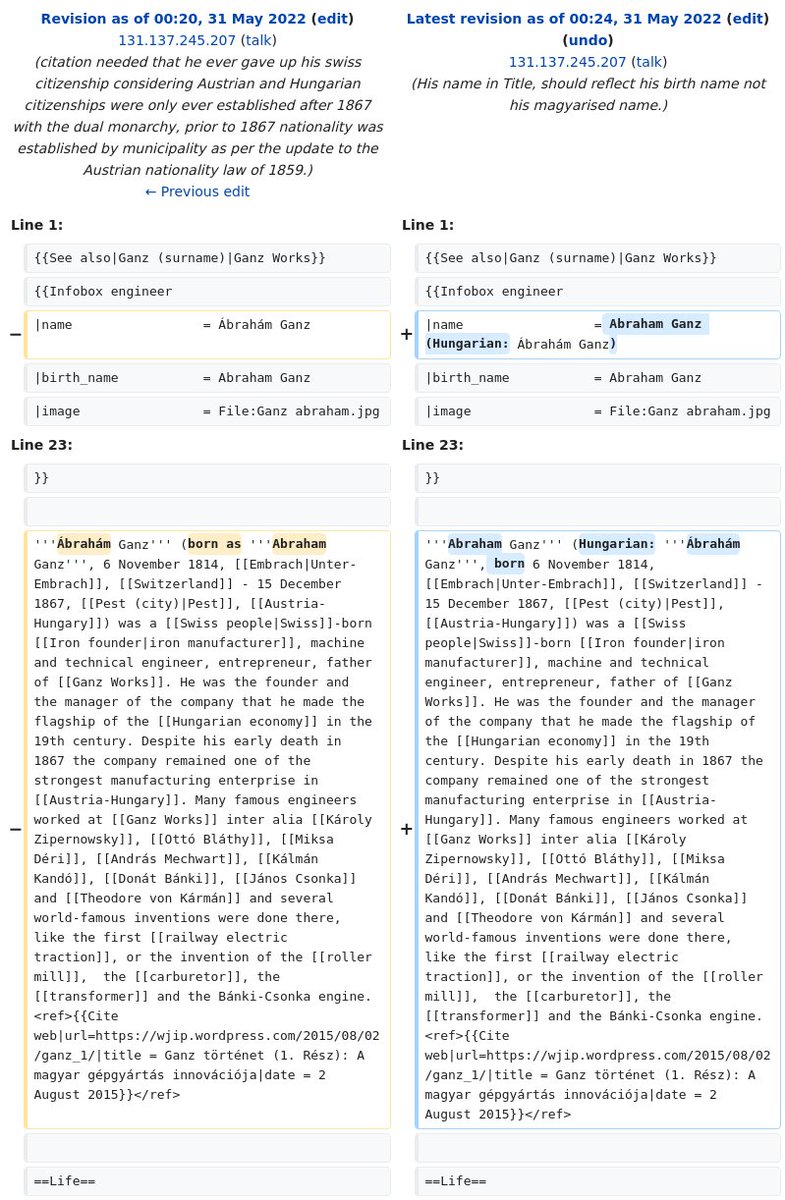 Revision as of 00:20, 31 May 2022 (edit)
131.137.245.207 (talk)
(citation needed that he ever gave up his swiss
citizenship considering Austrian and Hungarian
citizenships were only ever established after 1867
with the dual monarchy, prior to 1867 nationality was
established by municipality as per the update to the
Austrian nationality law of 1859.)
← Previous edit
Latest revision as of 00:24, 31 May 2022 (edit)
(undo)
131.137.245.207 (talk)
(His name in Title, should reflect his birth name not
his magyarised name.)
Line 1:
Line 1:
{{See also|Ganz (surname)|Ganz Works}}
{{See also|Ganz (surname)|Ganz Works}}
{{Infobox engineer
{{Infobox engineer
− |name = Ábrahám Ganz
+ |name = Abraham Ganz
(Hungarian: Ábrahám Ganz)
|birth_name = Abraham Ganz
|birth_name = Abraham Ganz
|image = File:Ganz abraham.jpg
|image = File:Ganz abraham.jpg
Line 23:
Line 23:
}}
}}
− '''Ábrahám Ganz''' (born as '''Abraham
Ganz''', 6 November 1814, [[Embrach|Unter-
Embrach]], [[Switzerland]] - 15 December
1867, [[Pest (city)|Pest]], [[Austria-
Hungary]]) was a [[Swiss people|Swiss]]-born
[[Iron founder|iron manufacturer]], machine
and technical engineer, entrepreneur, father
of [[Ganz Works]]. He was the founder and
the manager of the company that he made the
flagship of the [[Hungarian economy]] in the
19th century. Despite his early death in
1867 the company remained one of the
strongest manufacturing enterprise in
[[Austria-Hungary]]. Many famous engineers
worked at [[Ganz Works]] inter alia [[Károly
Zipernowsky]], [[Ottó Bláthy]], [[Miksa
Déri]], [[András Mechwart]], [[Kálmán
Kandó]], [[Donát Bánki]], [[János Csonka]]
and [[Theodore von Kármán]] and several
world-famous inventions were done there,
like the first [[railway electric
traction]], or the invention of the [[roller
mill]],  the [[carburetor]], the
[[transformer]] and the Bánki-Csonka engine.
<ref>{{Cite
web|url=https://wjip.wordpress.com/2015/08/02
/ganz_1/|title = Ganz történet (1. Rész): A
magyar gépgyártás innovációja|date = 2
August 2015}}</ref>
+ '''Abraham Ganz''' (Hungarian: '''Ábrahám
Ganz''', born 6 November 1814,
[[Embrach|Unter-Embrach]], [[Switzerland]] -
15 December 1867, [[Pest (city)|Pest]],
[[Austria-Hungary]]) was a [[Swiss
people|Swiss]]-born [[Iron founder|iron
manufacturer]], machine and technical
engineer, entrepreneur, father of [[Ganz
Works]]. He was the founder and the manager
of the company that he made the flagship of
the [[Hungarian economy]] in the 19th
century. Despite his early death in 1867 the
company remained one of the strongest
manufacturing enterprise in [[Austria-
Hungary]]. Many famous engineers worked at
[[Ganz Works]] inter alia [[Károly
Zipernowsky]], [[Ottó Bláthy]], [[Miksa
Déri]], [[András Mechwart]], [[Kálmán
Kandó]], [[Donát Bánki]], [[János Csonka]]
and [[Theodore von Kármán]] and several
world-famous inventions were done there,
like the first [[railway electric
traction]], or the invention of the [[roller
mill]],  the [[carburetor]], the
[[transformer]] and the Bánki-Csonka engine.
<ref>{{Cite
web|url=https://wjip.wordpress.com/2015/08/02
/ganz_1/|title = Ganz történet (1. Rész): A
magyar gépgyártás innovációja|date = 2
August 2015}}</ref>
==Life==
==Life==